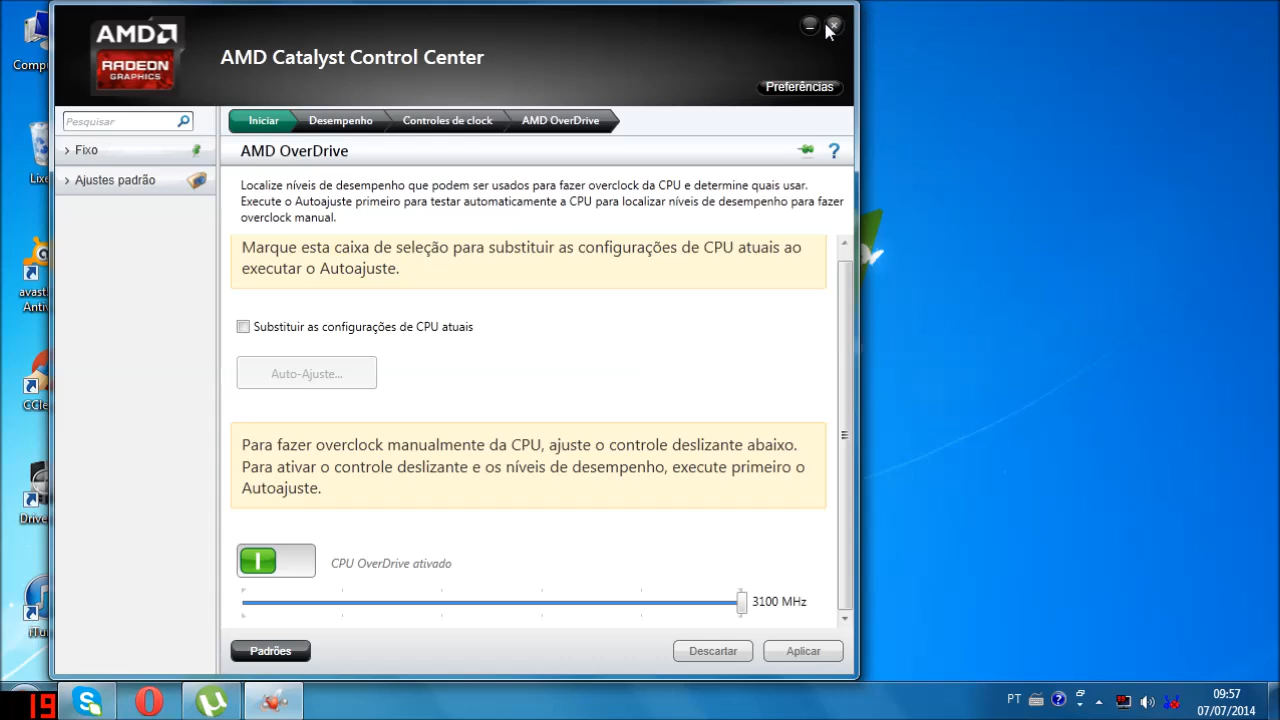 AMD
RADEON
GRAPHICS
AMD Catalyst Control Center
Preferências
Pesquisar
Fixo
Ajustes padrão
Iniciar
Desempenho
Controles de clock
AMD OverDrive
AMD OverDrive
?
Localize níveis de desempenho que podem ser usados para fazer overclock da CPU e determine quais usar.
Execute o Autoajuste primeiro para testar automaticamente a CPU para localizar níveis de desempenho para fazer
overclock manual.
Marque esta caixa de seleção para substituir as configurações de CPU atuais ao
executar o Autoajuste.
Substituir as configurações de CPU atuais
Auto-Ajuste...
Para fazer overclock manualmente da CPU, ajuste o controle deslizante abaixo.
Para ativar o controle deslizante e os níveis de desempenho, execute primeiro o
Autoajuste.
CPU OverDrive ativado
3100 MHz
Padrões
Descartar
Aplicar
Comp
Lixe
avast
Antiv
CCle
Drive
iTu
19
PT
09:57
07/07/2014